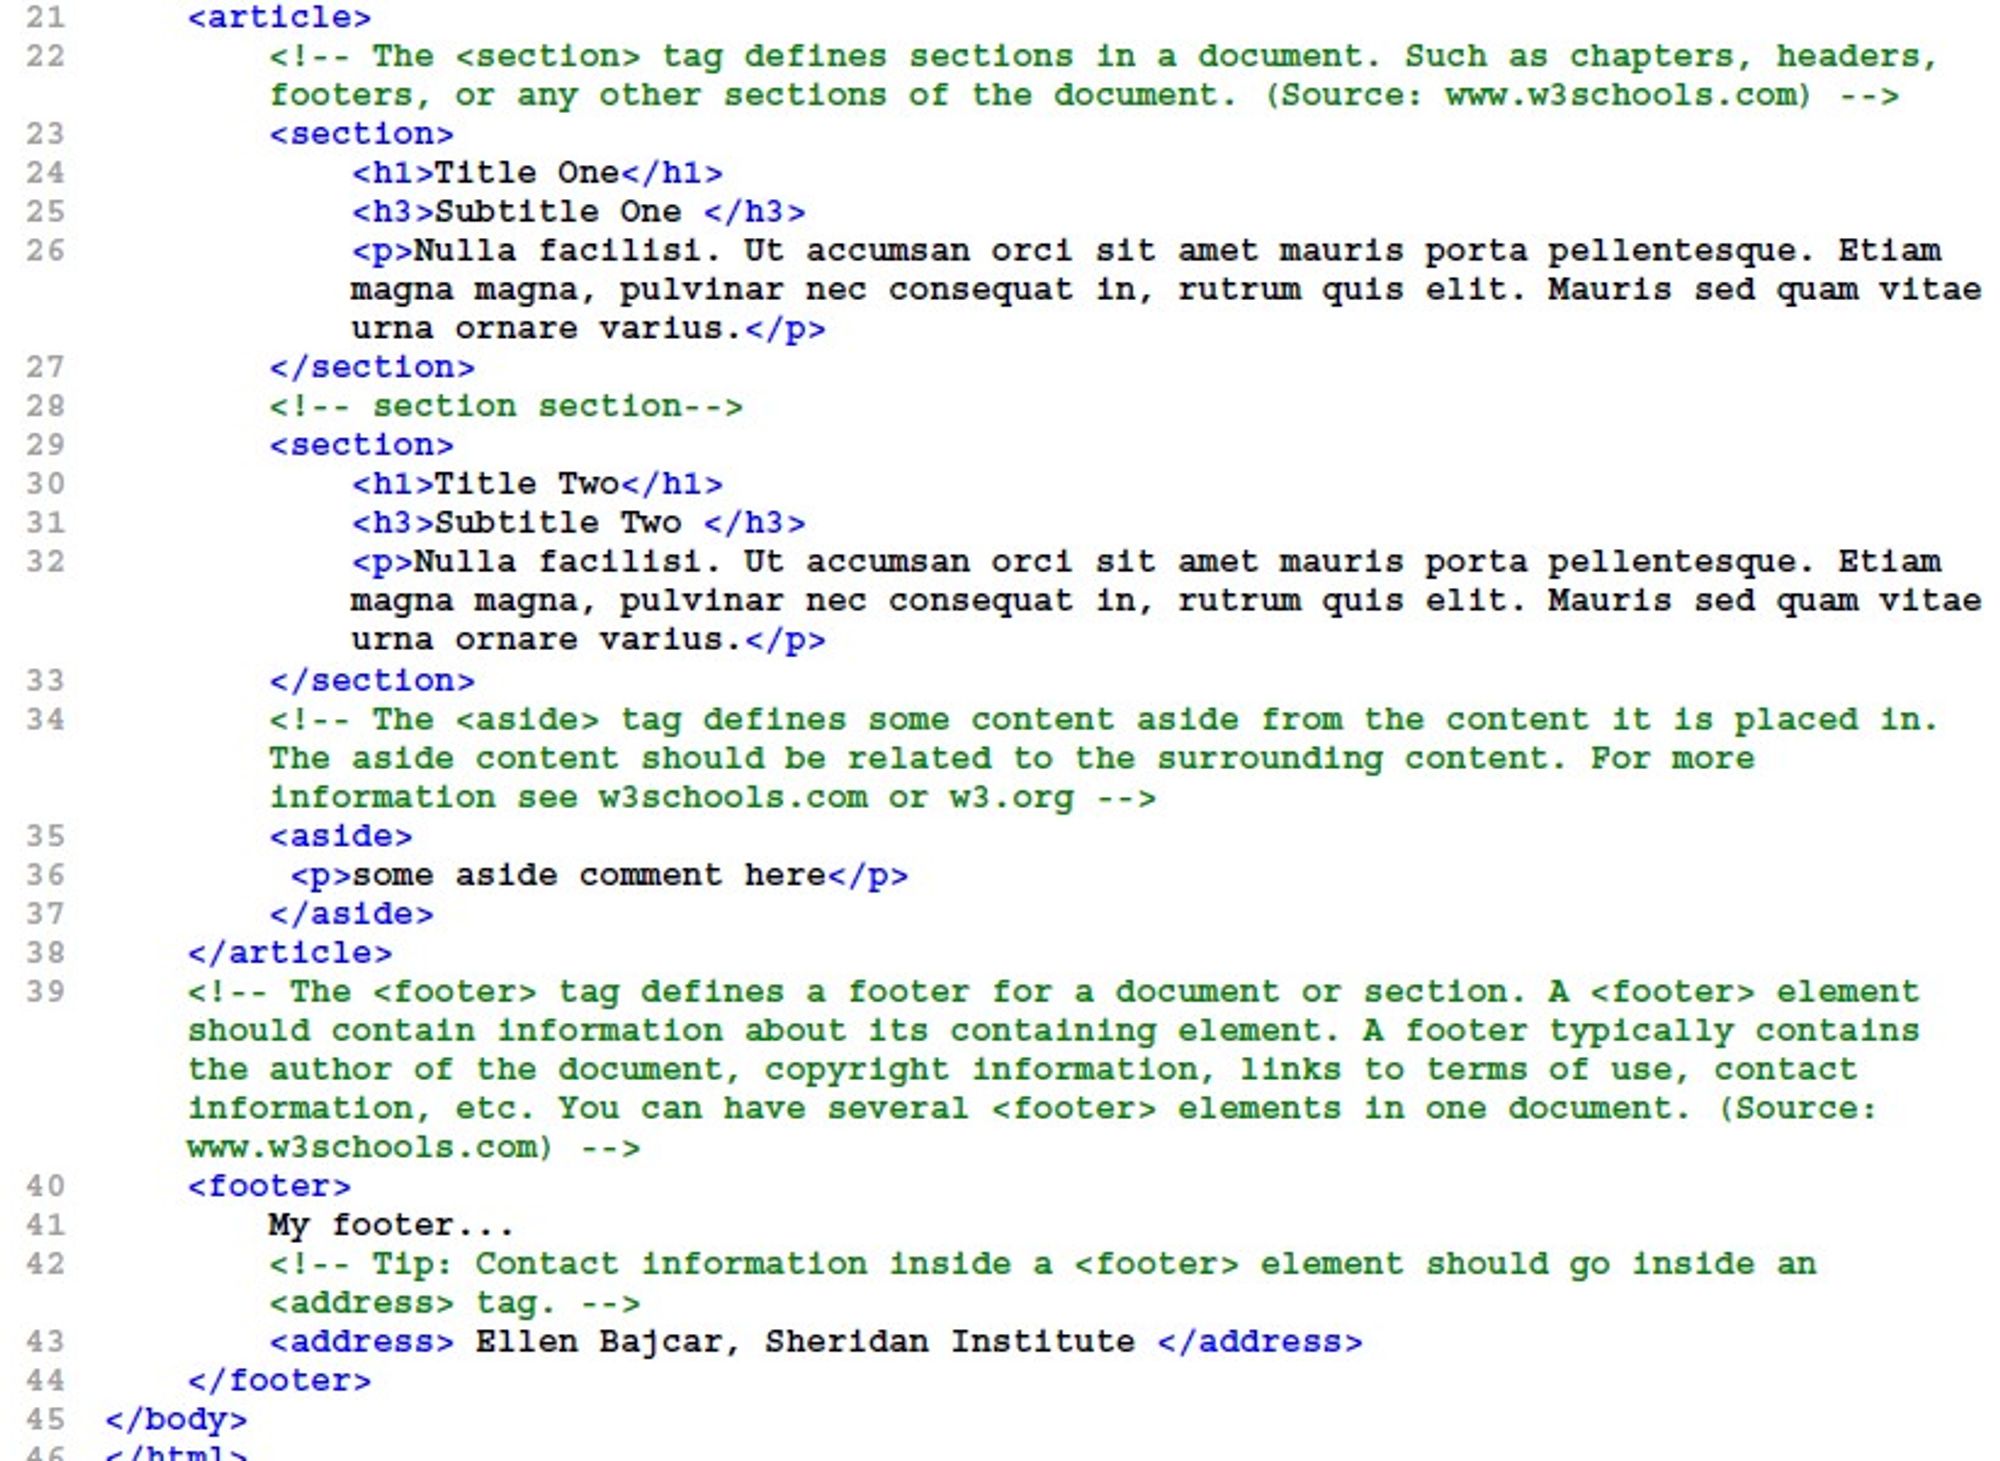 21 <article>
22 <!-- The <section> tag defines sections in a document. Such as chapters, headers,
footers, or any other sections of the document. (Source: www.w3schools.com) -->
23 <section>
24 <h1>Title One</h1>
25 <h3>Subtitle One </h3>
26 <p>Nulla facilisi. Ut accumsan orci sit amet mauris porta pellentesque. Etiam
magna magna, pulvinar nec consequat in, rutrum quis elit. Mauris sed quam vitae
urna ornare varius.</p>
27 </section>
28 <!-- section section-->
29 <section>
30 <h1>Title Two</h1>
31 <h3>Subtitle Two </h3>
32 <p>Nulla facilisi. Ut accumsan orci sit amet mauris porta pellentesque. Etiam
magna magna, pulvinar nec consequat in, rutrum quis elit. Mauris sed quam vitae
urna ornare varius.</p>
33 </section>
34 <!-- The <aside> tag defines some content aside from the content it is placed in.
The aside content should be related to the surrounding content. For more
information see w3schools.com or w3.org -->
35 <aside>
36 <p>some aside comment here</p>
37 </aside>
38 </article>
39 <!-- The <footer> tag defines a footer for a document or section. A <footer> element
should contain information about its containing element. A footer typically contains
the author of the document, copyright information, links to terms of use, contact
information, etc. You can have several <footer> elements in one document. (Source:
www.w3schools.com) -->
40 <footer>
41 My footer...
42 <!-- Tip: Contact information inside a <footer> element should go inside an
<address> tag. -->
43 <address> Ellen Bajcar, Sheridan Institute </address>
44 </footer>
45 </body>
46 </html>